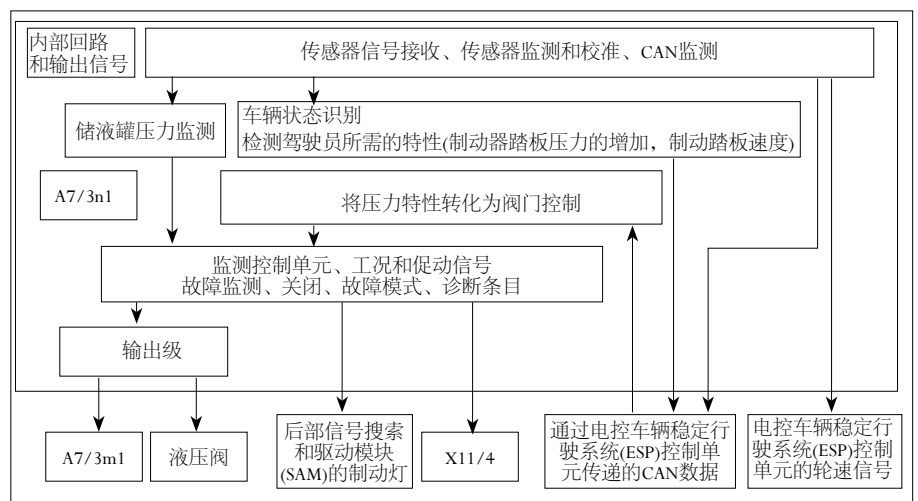 内部回路
和输出信号
传感器信号接收、传感器监测和校准、CAN监测
储液罐压力监测
车辆状态识别
检测驾驶员所需的特性(制动器踏板压力的增加，制动踏板速度)
A7/3n1
将压力特性转化为阀门控制
监测控制单元、工况和促动信号
故障监测、关闭、故障模式、诊断条目
输出级
A7/3m1
液压阀
后部信号搜索
和驱动模块
(SAM)的制动灯
X11/4
通过电控车辆稳定行
驶系统(ESP)控制单
元传递的CAN数据
电控车辆稳定行
驶系统(ESP)控制
单元的轮速信号